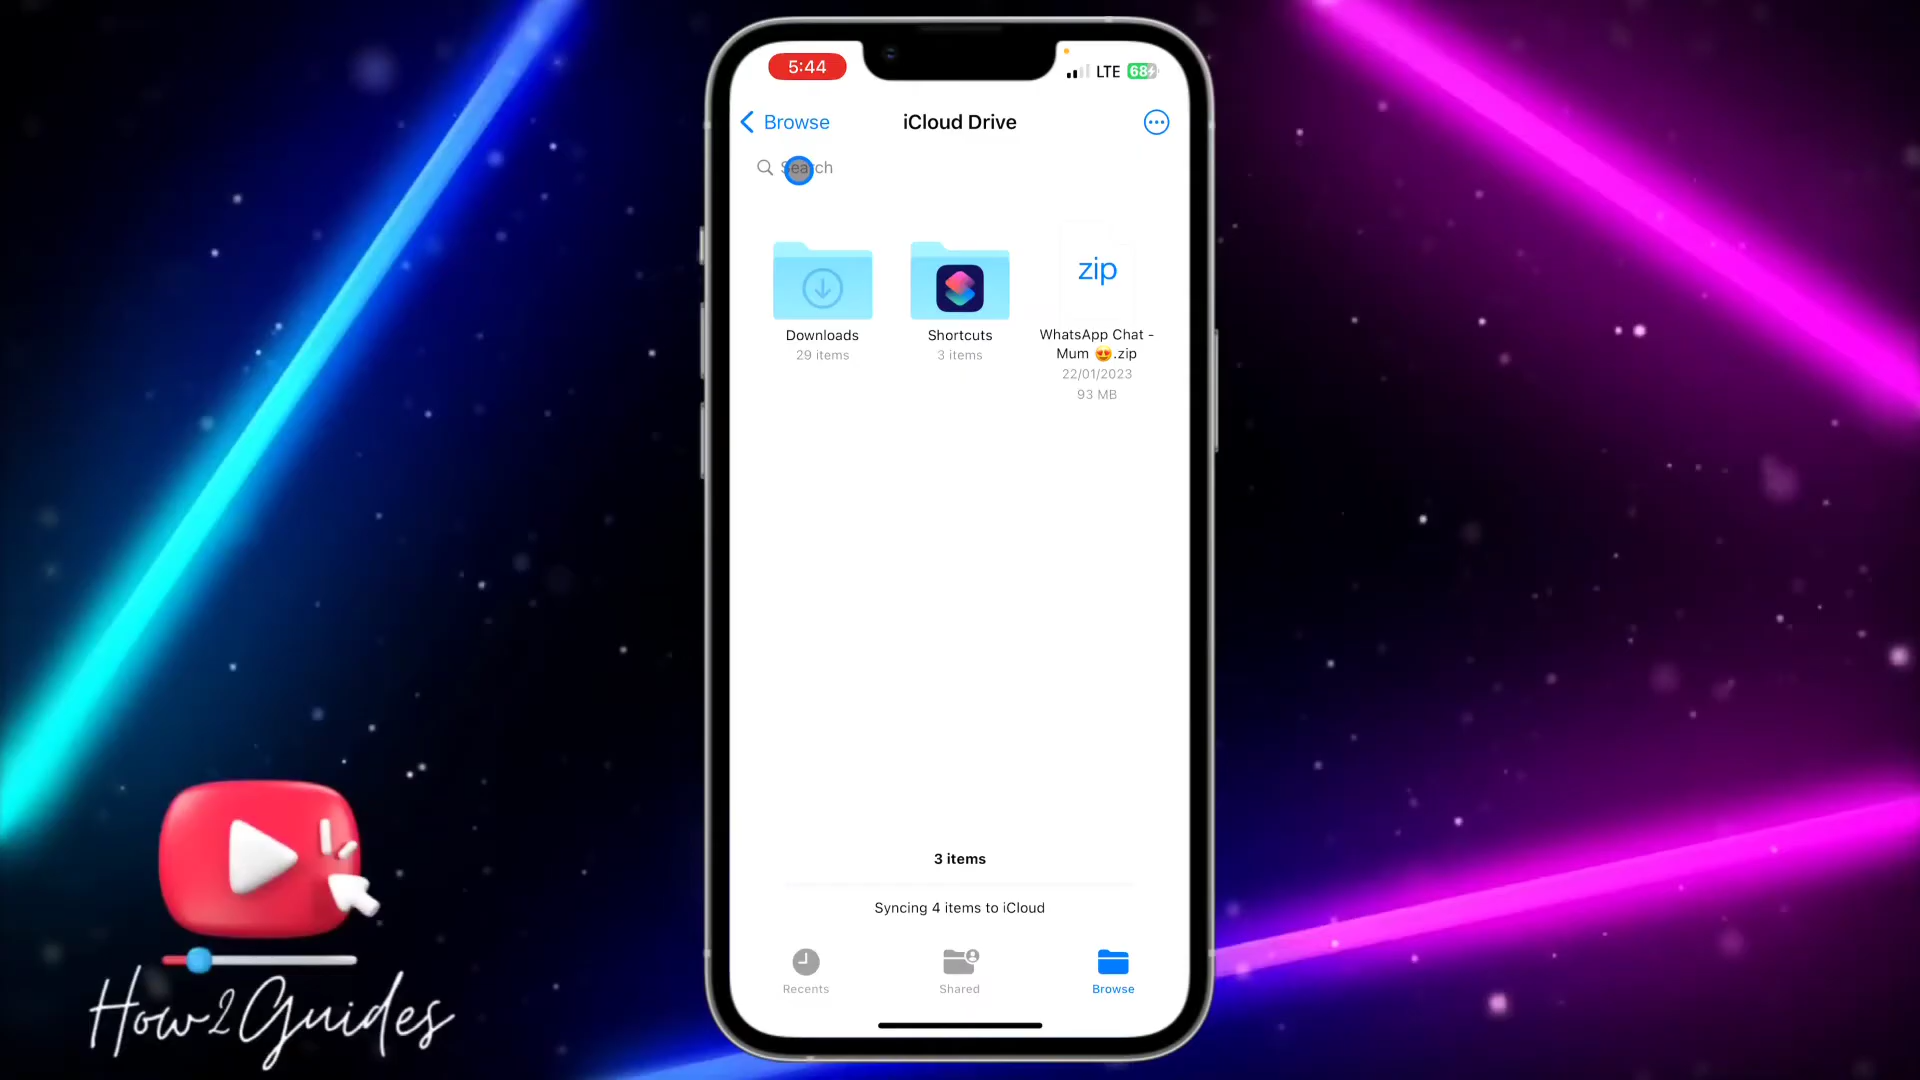 5:44
LTE 68
Browse
iCloud Drive
Search
zip
Downloads
29 items
Shortcuts
3 items
WhatsApp Chat -
Mum 😍.zip
22/01/2023
93 MB
3 items
Syncing 4 items to iCloud
Recents
Shared
Browse
How2Guides